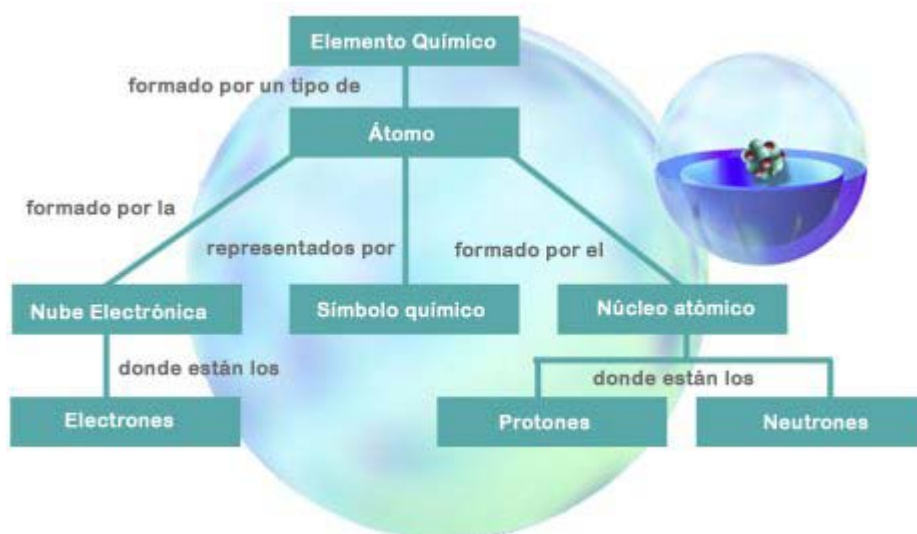 Elemento Químico
formado por un tipo de
Átomo
formado por la
representados por
formado por el
Nube Electrónica
Símbolo químico
Núcleo atómico
donde están los
donde están los
Electrones
Protones
Neutrones